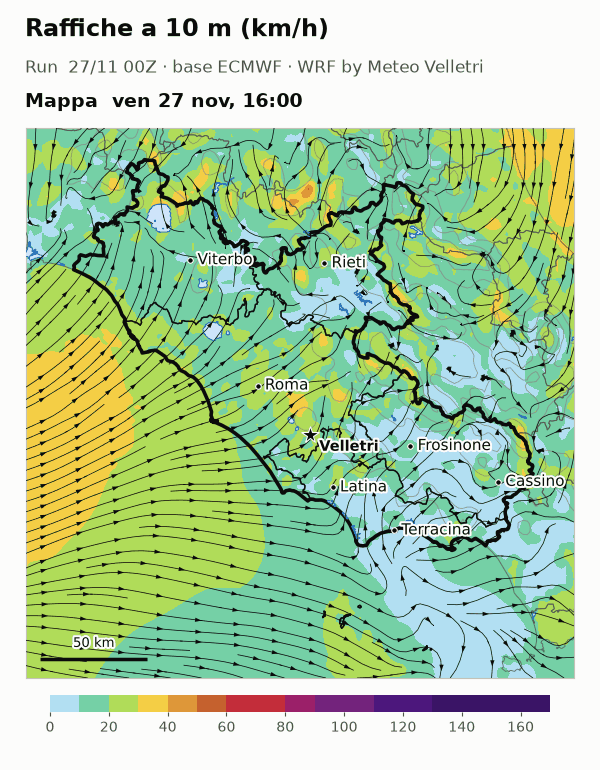 Raffiche a 10 m (km/h)
Run  27/11 00Z · base ECMWF · WRF by Meteo Velletri
Mappa  ven 27 nov, 16:00
Viterbo
Rieti
Roma
Velletri
Frosinone
Cassino
Latina
Terracina
50 km
0 20 40 60 80 100 120 140 160